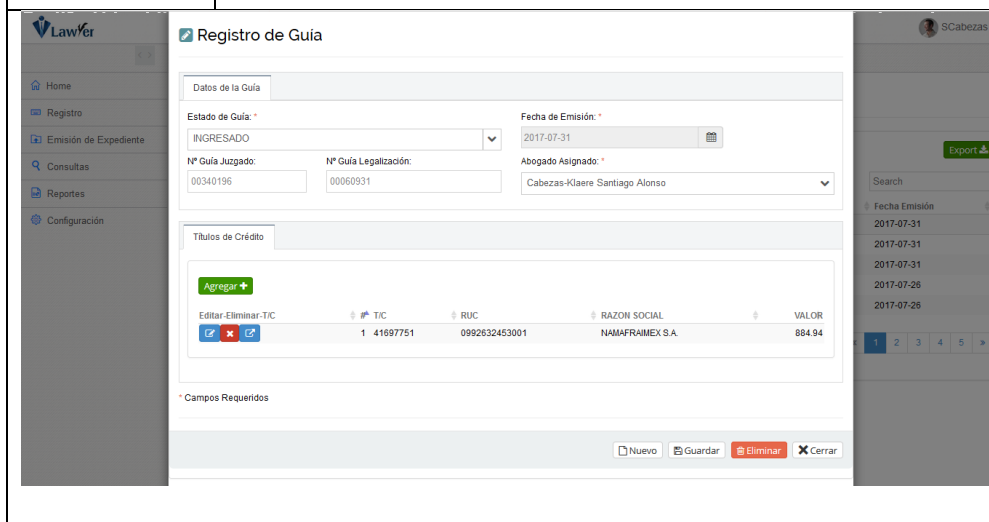 Lawyer
Registro de Guía
SCabezas
Home
Registro
Emisión de Expediente
Consultas
Reportes
Configuración
Datos de la Guía
Estado de Guía: *
Fecha de Emisión: *
INGRESADO
2017-07-31
Nº Guía Juzgado:
Nº Guía Legalización:
Abogado Asignado: *
00340196
00060931
Cabezas-Klaere Santiago Alonso
Títulos de Crédito
Agregar
Editar-Eliminar-T/C
#
T/C
RUC
RAZON SOCIAL
VALOR
1
41697751
0992632453001
NAMAFRAIMEX S.A.
884.94
* Campos Requeridos
Nuevo
Guardar
Eliminar
Cerrar
Export
Search
Fecha Emisión
2017-07-31
2017-07-31
2017-07-31
2017-07-26
2017-07-26
1 2 3 4 5 »